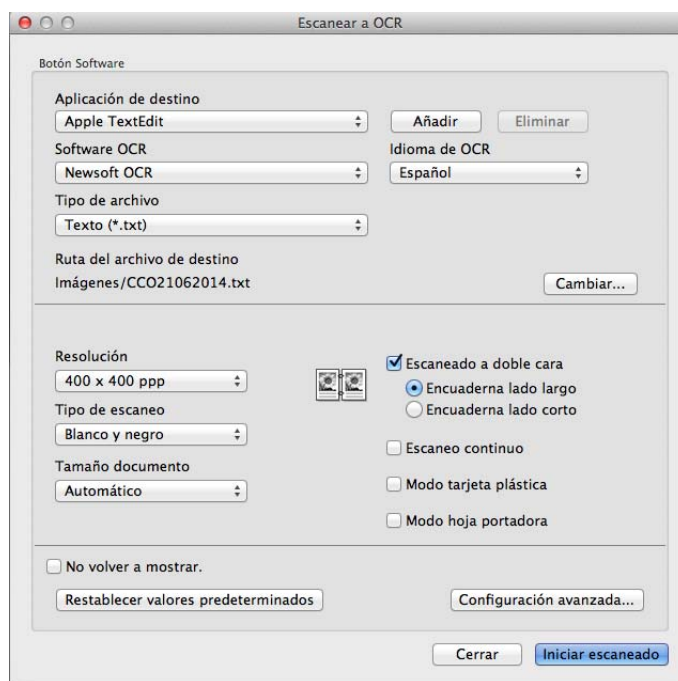 Escanear a OCR
Botón Software
Aplicación de destino
Apple TextEdit Añadir Eliminar
Software OCR Idioma de OCR
Newsoft OCR Español
Tipo de archivo
Texto (*.txt)
Ruta del archivo de destino
Imágenes/CCO21062014.txt Cambiar...
Resolución Escaneado a doble cara
400 x 400 ppp Encuaderna lado largo
Tipo de escaneo Encuaderna lado corto
Blanco y negro Escaneo continuo
Tamaño documento
Automático Modo tarjeta plástica
Modo hoja portadora
No volver a mostrar.
Restablecer valores predeterminados Configuración avanzada...
Cerrar Iniciar escaneado